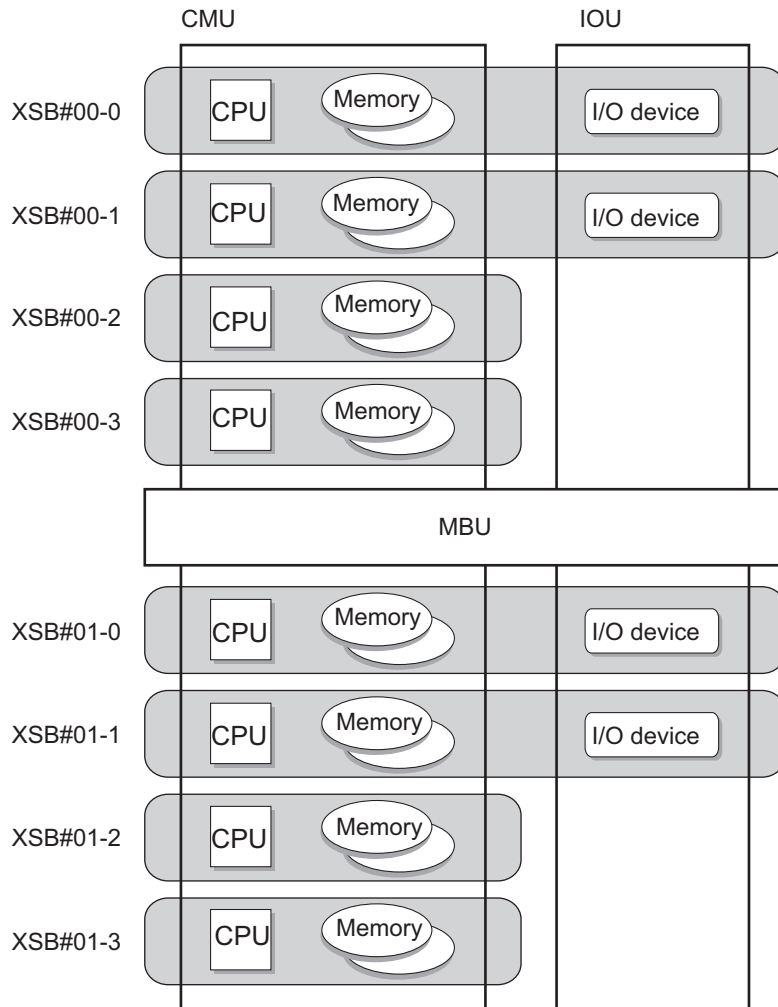 CMU IOU
XSB#00-0 CPU Memory I/O device
XSB#00-1 CPU Memory I/O device
XSB#00-2 CPU Memory
XSB#00-3 CPU Memory
MBU
XSB#01-0 CPU Memory I/O device
XSB#01-1 CPU Memory I/O device
XSB#01-2 CPU Memory
XSB#01-3 CPU Memory